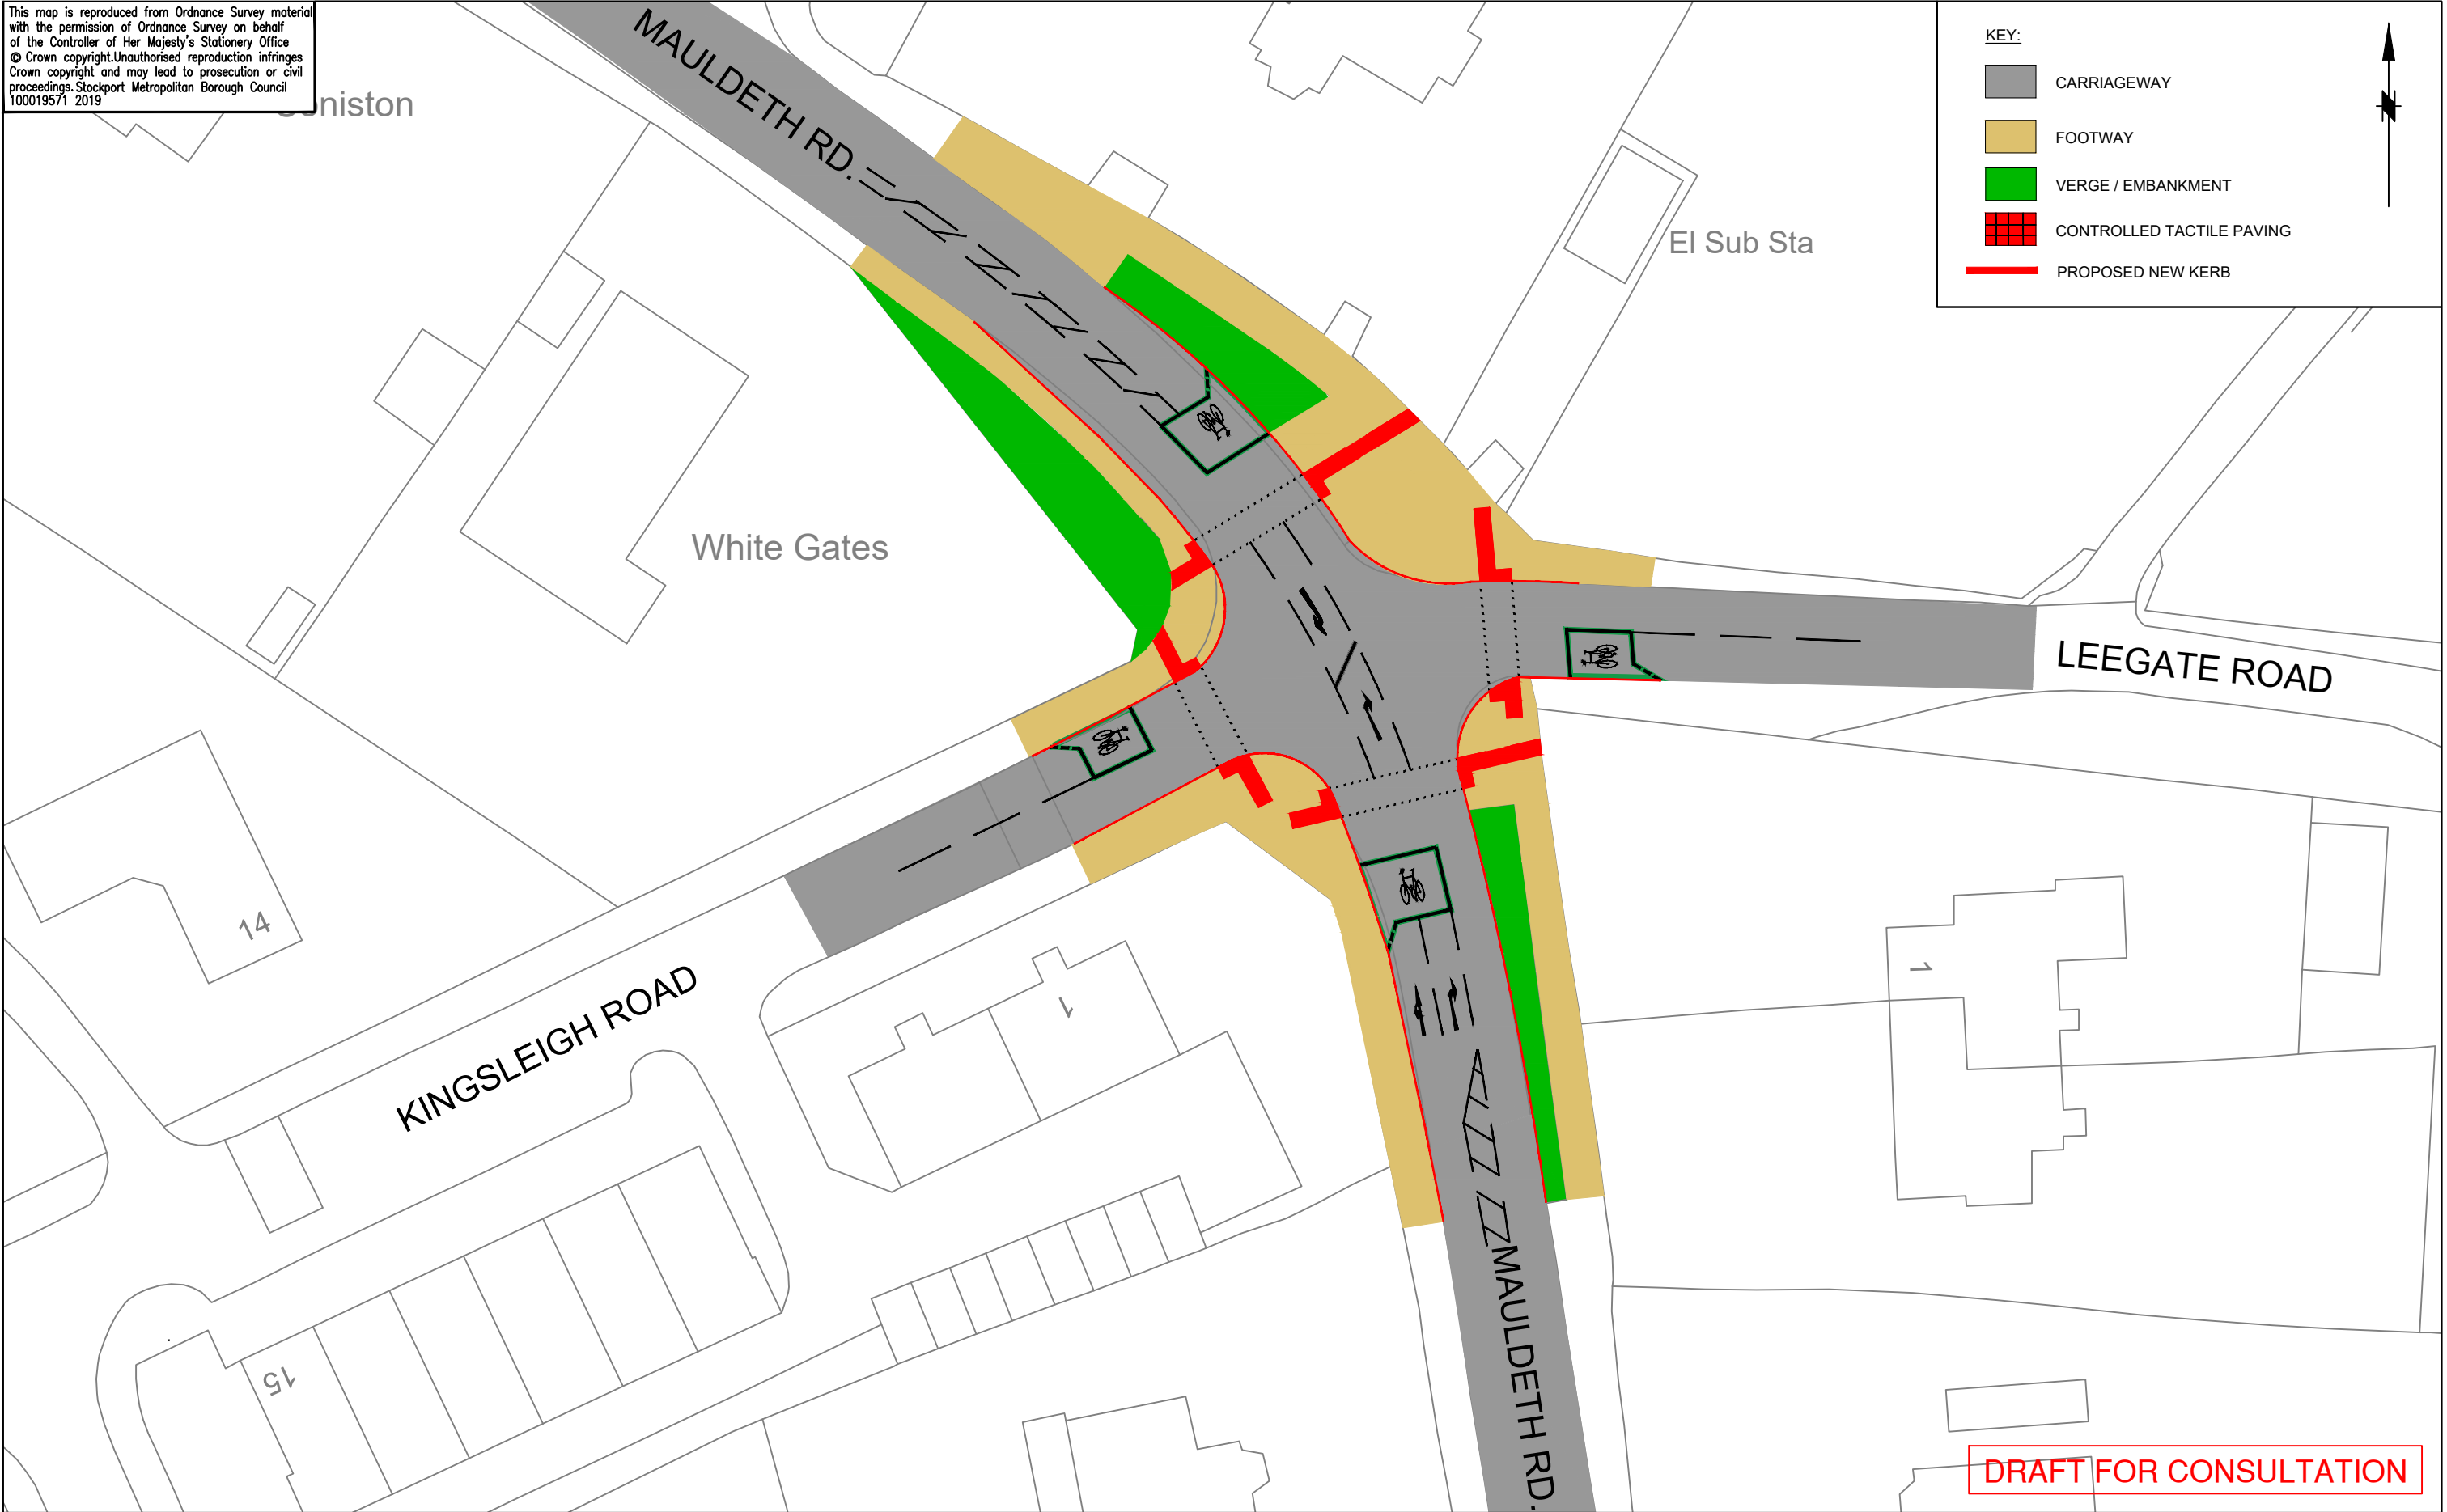 This map is reproduced from Ordnance Survey material
with the permission of Ordnance Survey on behalf
of the Controller of Her Majesty's Stationery Office
© Crown copyright.Unauthorised reproduction infringes
Crown copyright and may lead to prosecution or civil
proceedings. Stockport Metropolitan Borough Council
100019571 2019
MAULDETH RD.
KEY:
CARRIAGEWAY
FOOTWAY
VERGE / EMBANKMENT
CONTROLLED TACTILE PAVING
PROPOSED NEW KERB
El Sub Sta
White Gates
LEEGATE ROAD
14
KINGSLEIGH ROAD
1
1
15
MAULDETH RD.
DRAFT FOR CONSULTATION